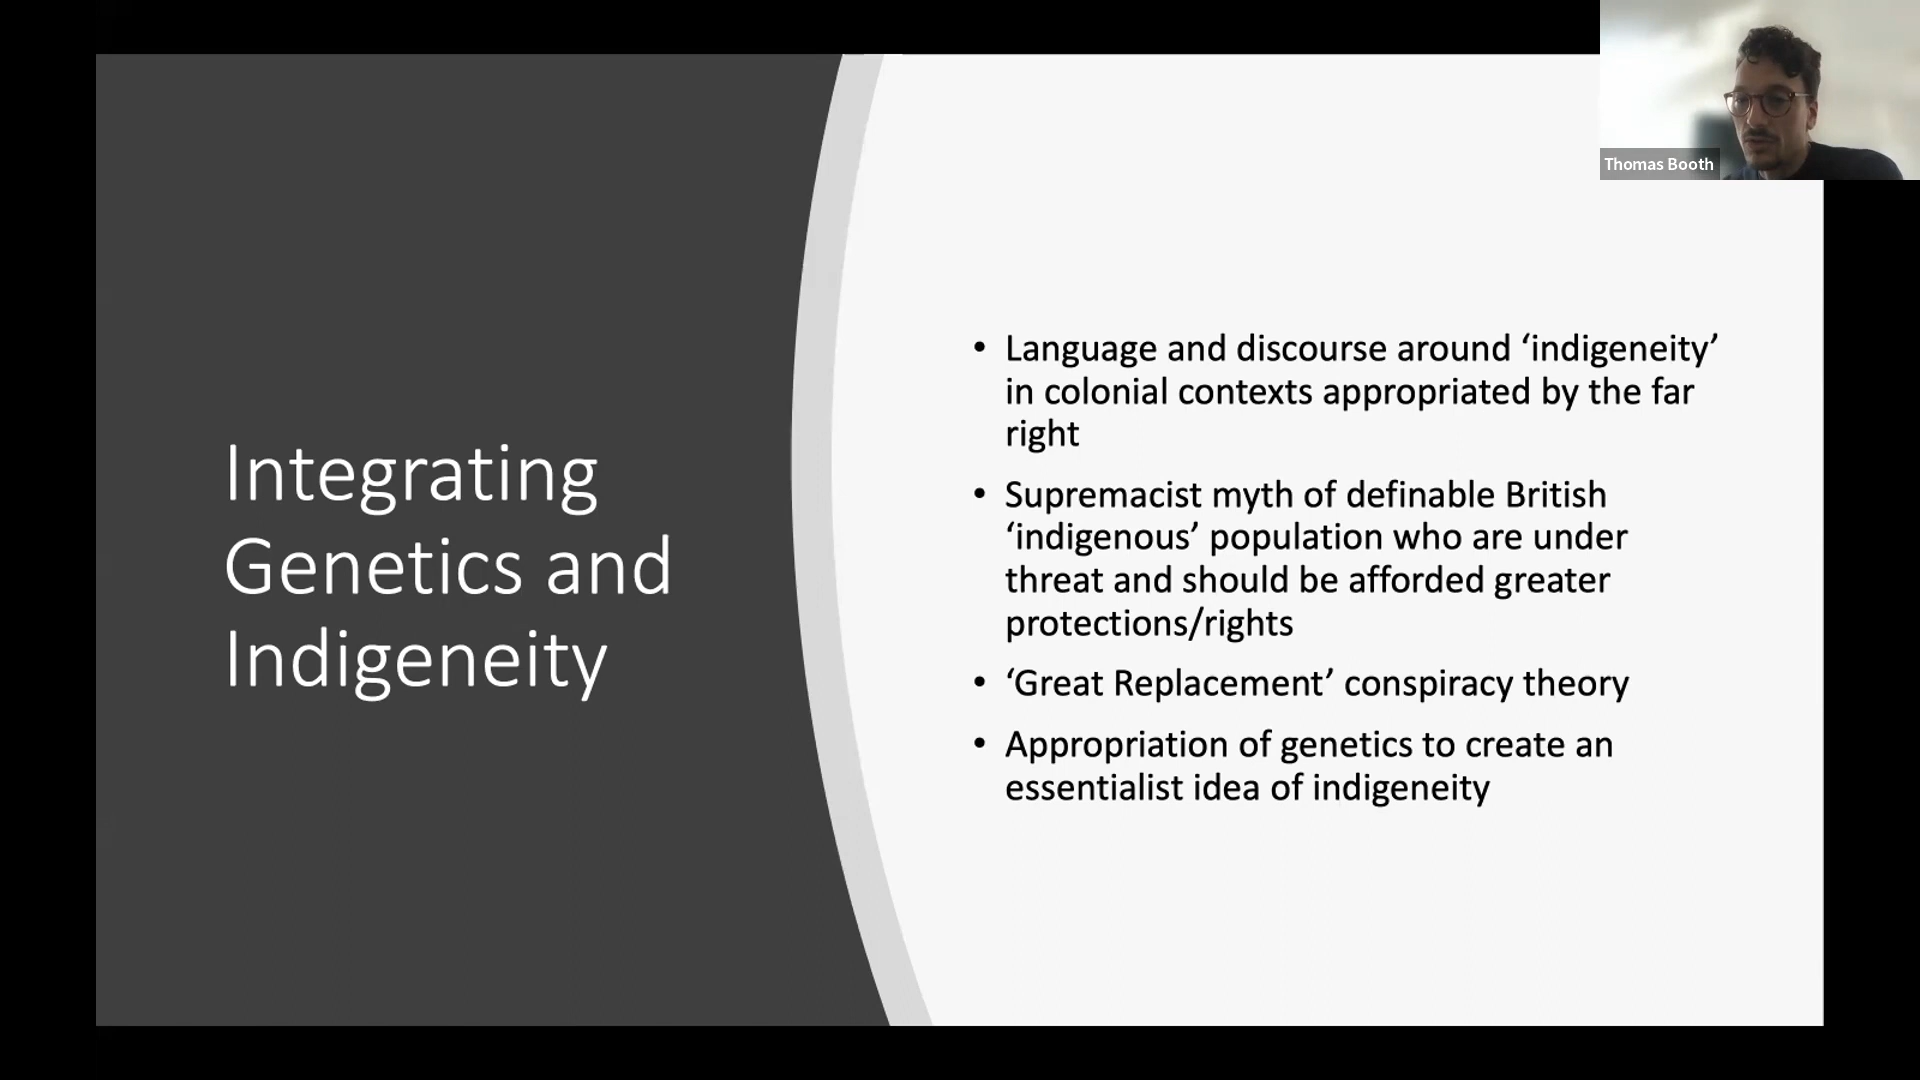 Thomas Booth
Integrating
Genetics and
Indigeneity
• Language and discourse around ‘indigeneity’
in colonial contexts appropriated by the far
right
• Supremacist myth of definable British
‘indigenous’ population who are under
threat and should be afforded greater
protections/rights
• ‘Great Replacement’ conspiracy theory
• Appropriation of genetics to create an
essentialist idea of indigeneity